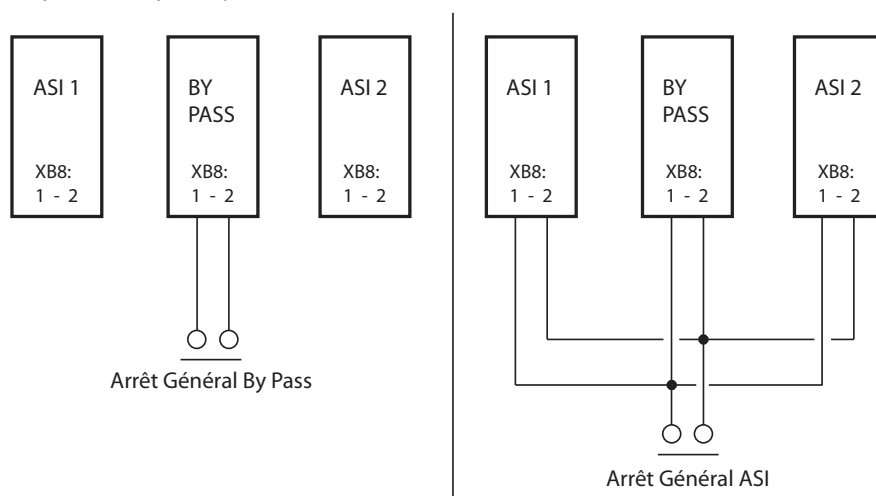 ASI 1
XB8:
1 - 2
BY
PASS
XB8:
1 - 2
ASI 2
XB8:
1 - 2
Arrêt Général By Pass
ASI 1
XB8:
1 - 2
BY
PASS
XB8:
1 - 2
ASI 2
XB8:
1 - 2
Arrêt Général ASI